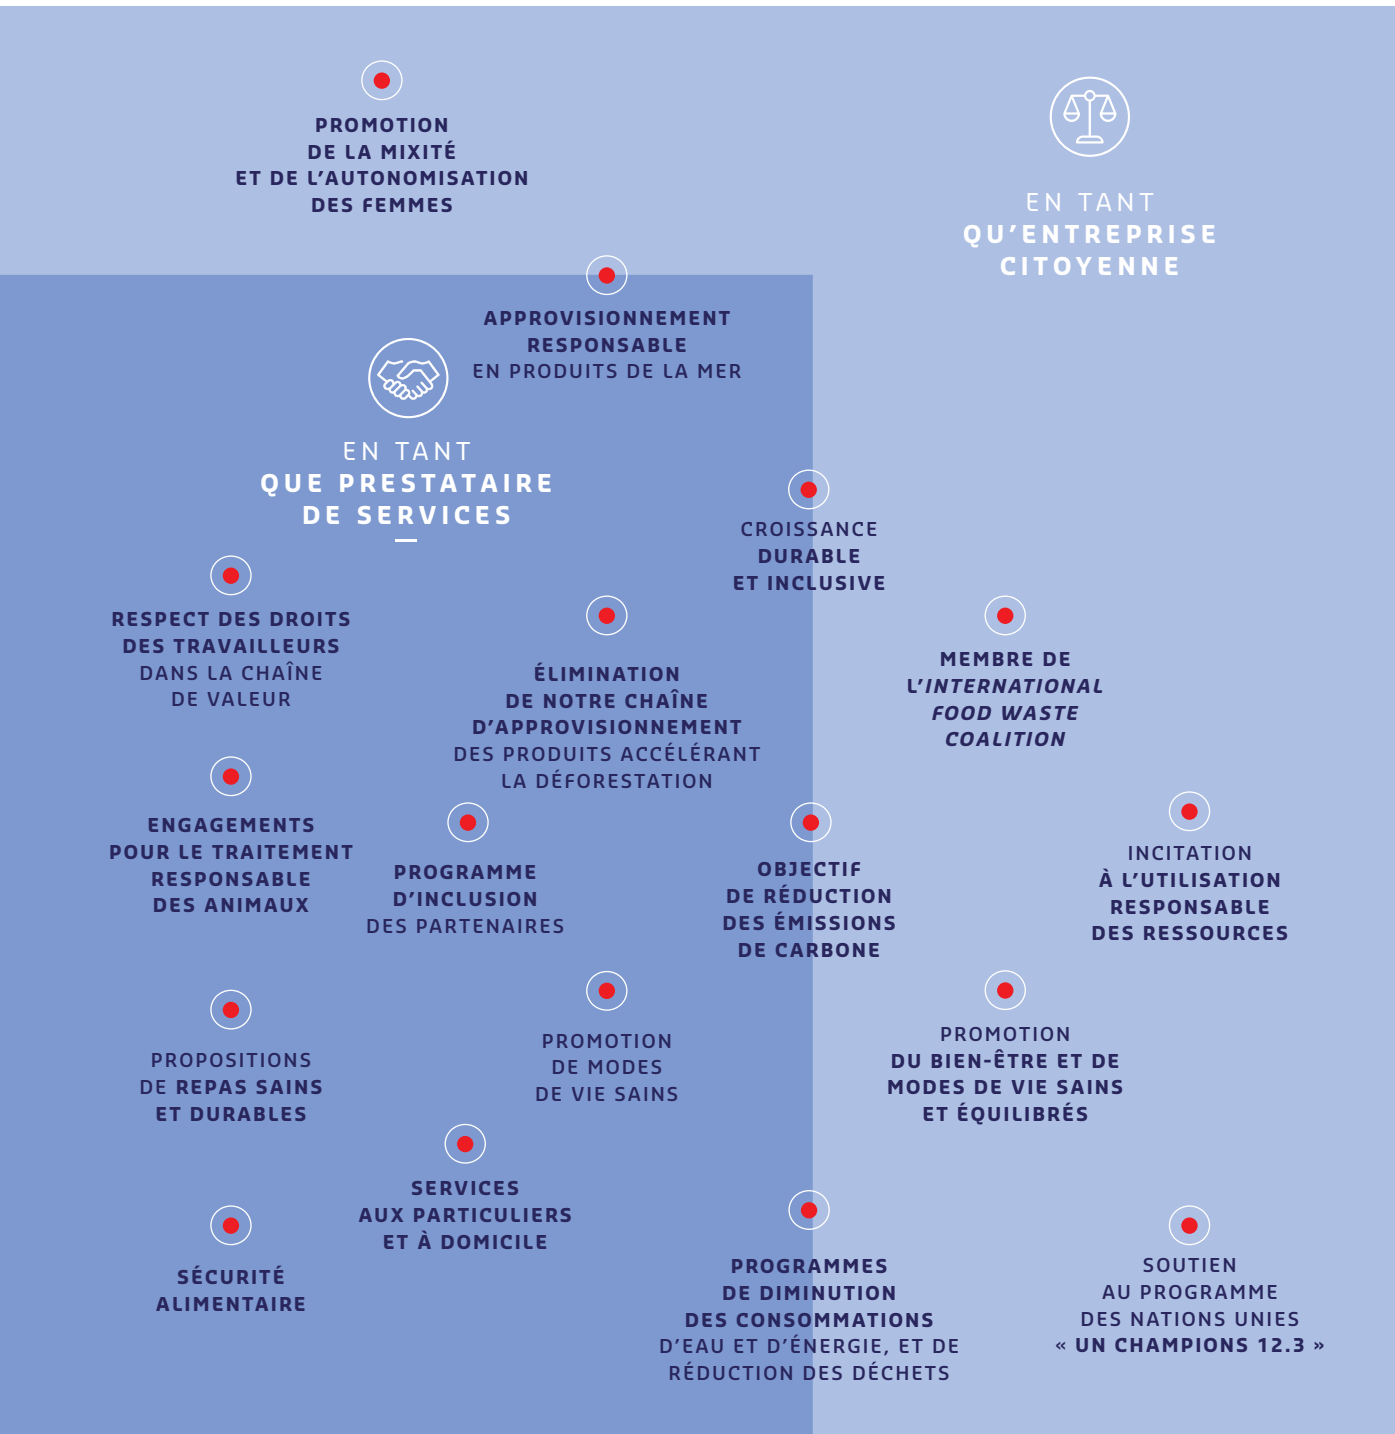 PROMOTION
DE LA MIXITÉ
ET DE L’AUTONOMISATION
DES FEMMES
EN TANT
QU’ENTREPRISE
CITOYENNE
APPROVISIONNEMENT
RESPONSABLE
EN PRODUITS DE LA MER
EN TANT
QUE PRESTATAIRE
DE SERVICES
CROISSANCE
DURABLE
ET INCLUSIVE
RESPECT DES DROITS
DES TRAVAILLEURS
DANS LA CHAÎNE
DE VALEUR
ÉLIMINATION
DE NOTRE CHAÎNE
D’APPROVISIONNEMENT
DES PRODUITS ACCÉLÉRANT
LA DÉFORESTATION
MEMBRE DE
L’INTERNATIONAL
FOOD WASTE
COALITION
ENGAGEMENTS
POUR LE TRAITEMENT
RESPONSABLE
DES ANIMAUX
PROGRAMME
D’INCLUSION
DES PARTENAIRES
OBJECTIF
DE RÉDUCTION
DES ÉMISSIONS
DE CARBONE
INCITATION
À L’UTILISATION
RESPONSABLE
DES RESSOURCES
PROPOSITIONS
DE REPAS SAINS
ET DURABLES
PROMOTION
DE MODES
DE VIE SAINS
PROMOTION
DU BIEN-ÊTRE ET DE
MODES DE VIE SAINS
ET ÉQUILIBRÉS
SERVICES
AUX PARTICULIERS
ET À DOMICILE
SÉCURITÉ
ALIMENTAIRE
PROGRAMMES
DE DIMINUTION
DES CONSOMMATIONS
D’EAU ET D’ÉNERGIE, ET DE
RÉDUCTION DES DÉCHETS
SOUTIEN
AU PROGRAMME
DES NATIONS UNIES
« UN CHAMPIONS 12.3 »